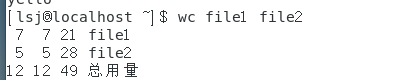 [lsj@localhost ~]$ wc file1 file2
 7  7 21 file1
 5  5 28 file2
12 12 49 总用量